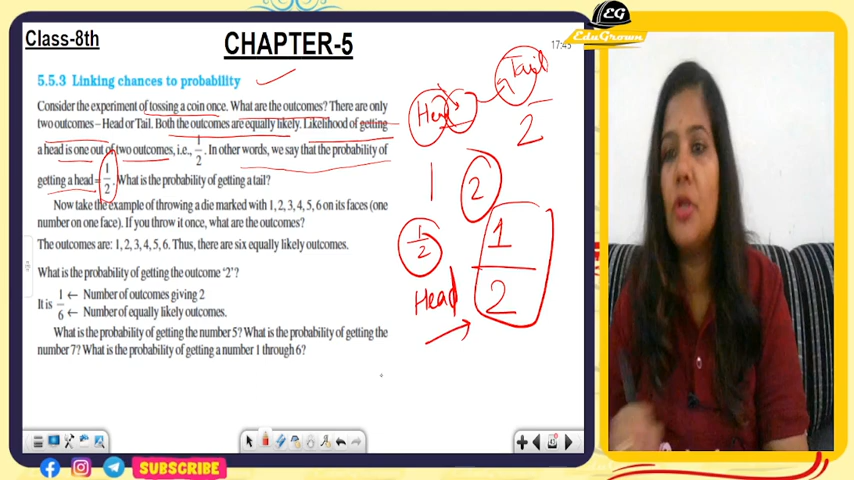 Class-8th
CHAPTER-5
EG
EduGrown
17:45
5.5.3 Linking chances to probability
Consider the experiment of tossing a coin once. What are the outcomes? There are only
two outcomes – Head or Tail. Both the outcomes are equally likely. Likelihood of getting
a head is one out of two outcomes, i.e., 1/2. In other words, we say that the probability of
getting a head = 1/2. What is the probability of getting a tail?
Now take the example of throwing a die marked with 1, 2, 3, 4, 5, 6 on its faces (one
number on one face). If you throw it once, what are the outcomes?
The outcomes are: 1, 2, 3, 4, 5, 6. Thus, there are six equally likely outcomes.
What is the probability of getting the outcome ‘2’?
It is 1/6 ← Number of outcomes giving 2
← Number of equally likely outcomes.
What is the probability of getting the number 5? What is the probability of getting the
number 7? What is the probability of getting a number 1 through 6?
Tail
Head
2
1
2
1/2
1/2
Head
SUBSCRIBE